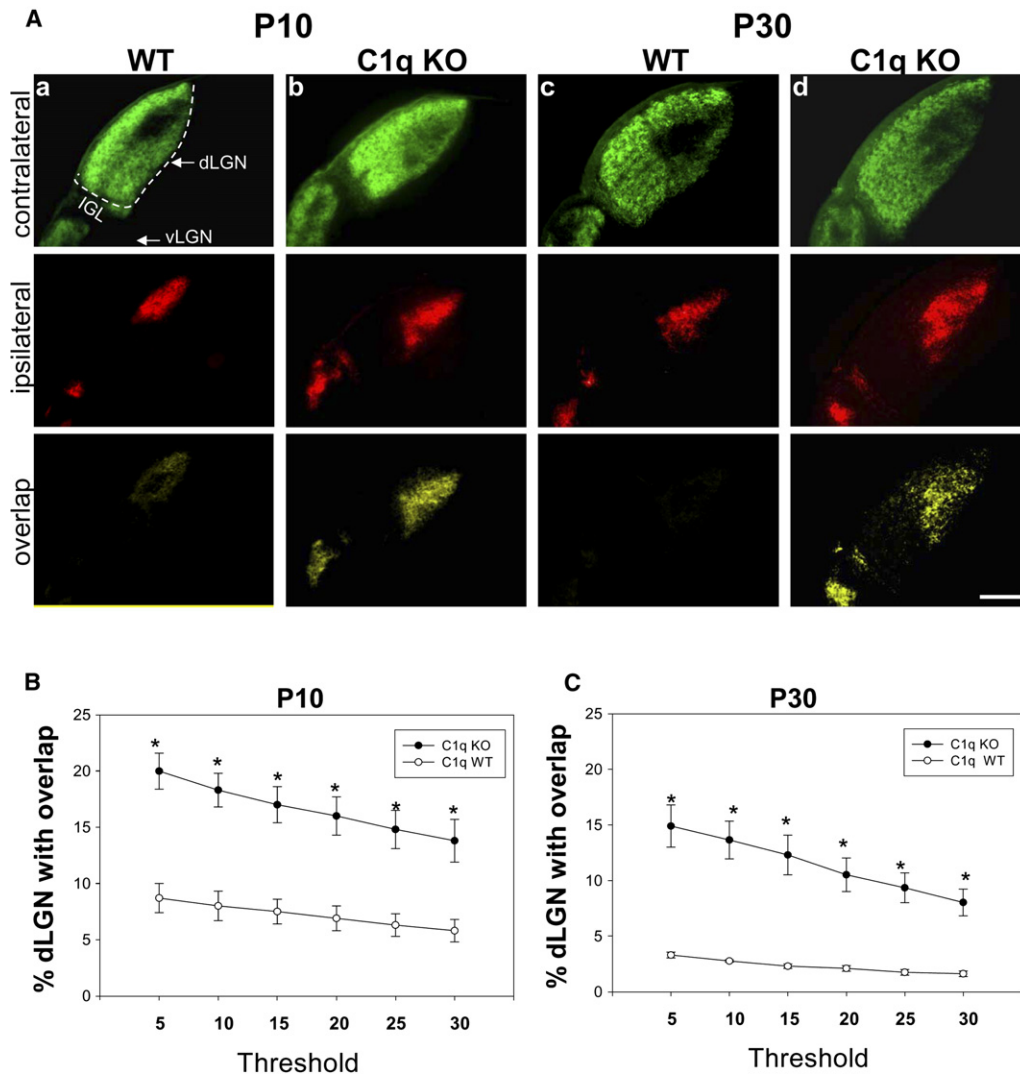 A
P10 P30
WT C1q KO WT C1q KO
a b c d
contralateral
dLGN
IGL
vLGN
ipsilateral
overlap
B
P10
% dLGN with overlap
25
20
15
10
5
0
C1q KO
C1q WT
* * * * * *
5 10 15 20 25 30
Threshold
C
P30
% dLGN with overlap
25
20
15
10
5
0
C1q KO
C1q WT
* * * * * *
5 10 15 20 25 30
Threshold